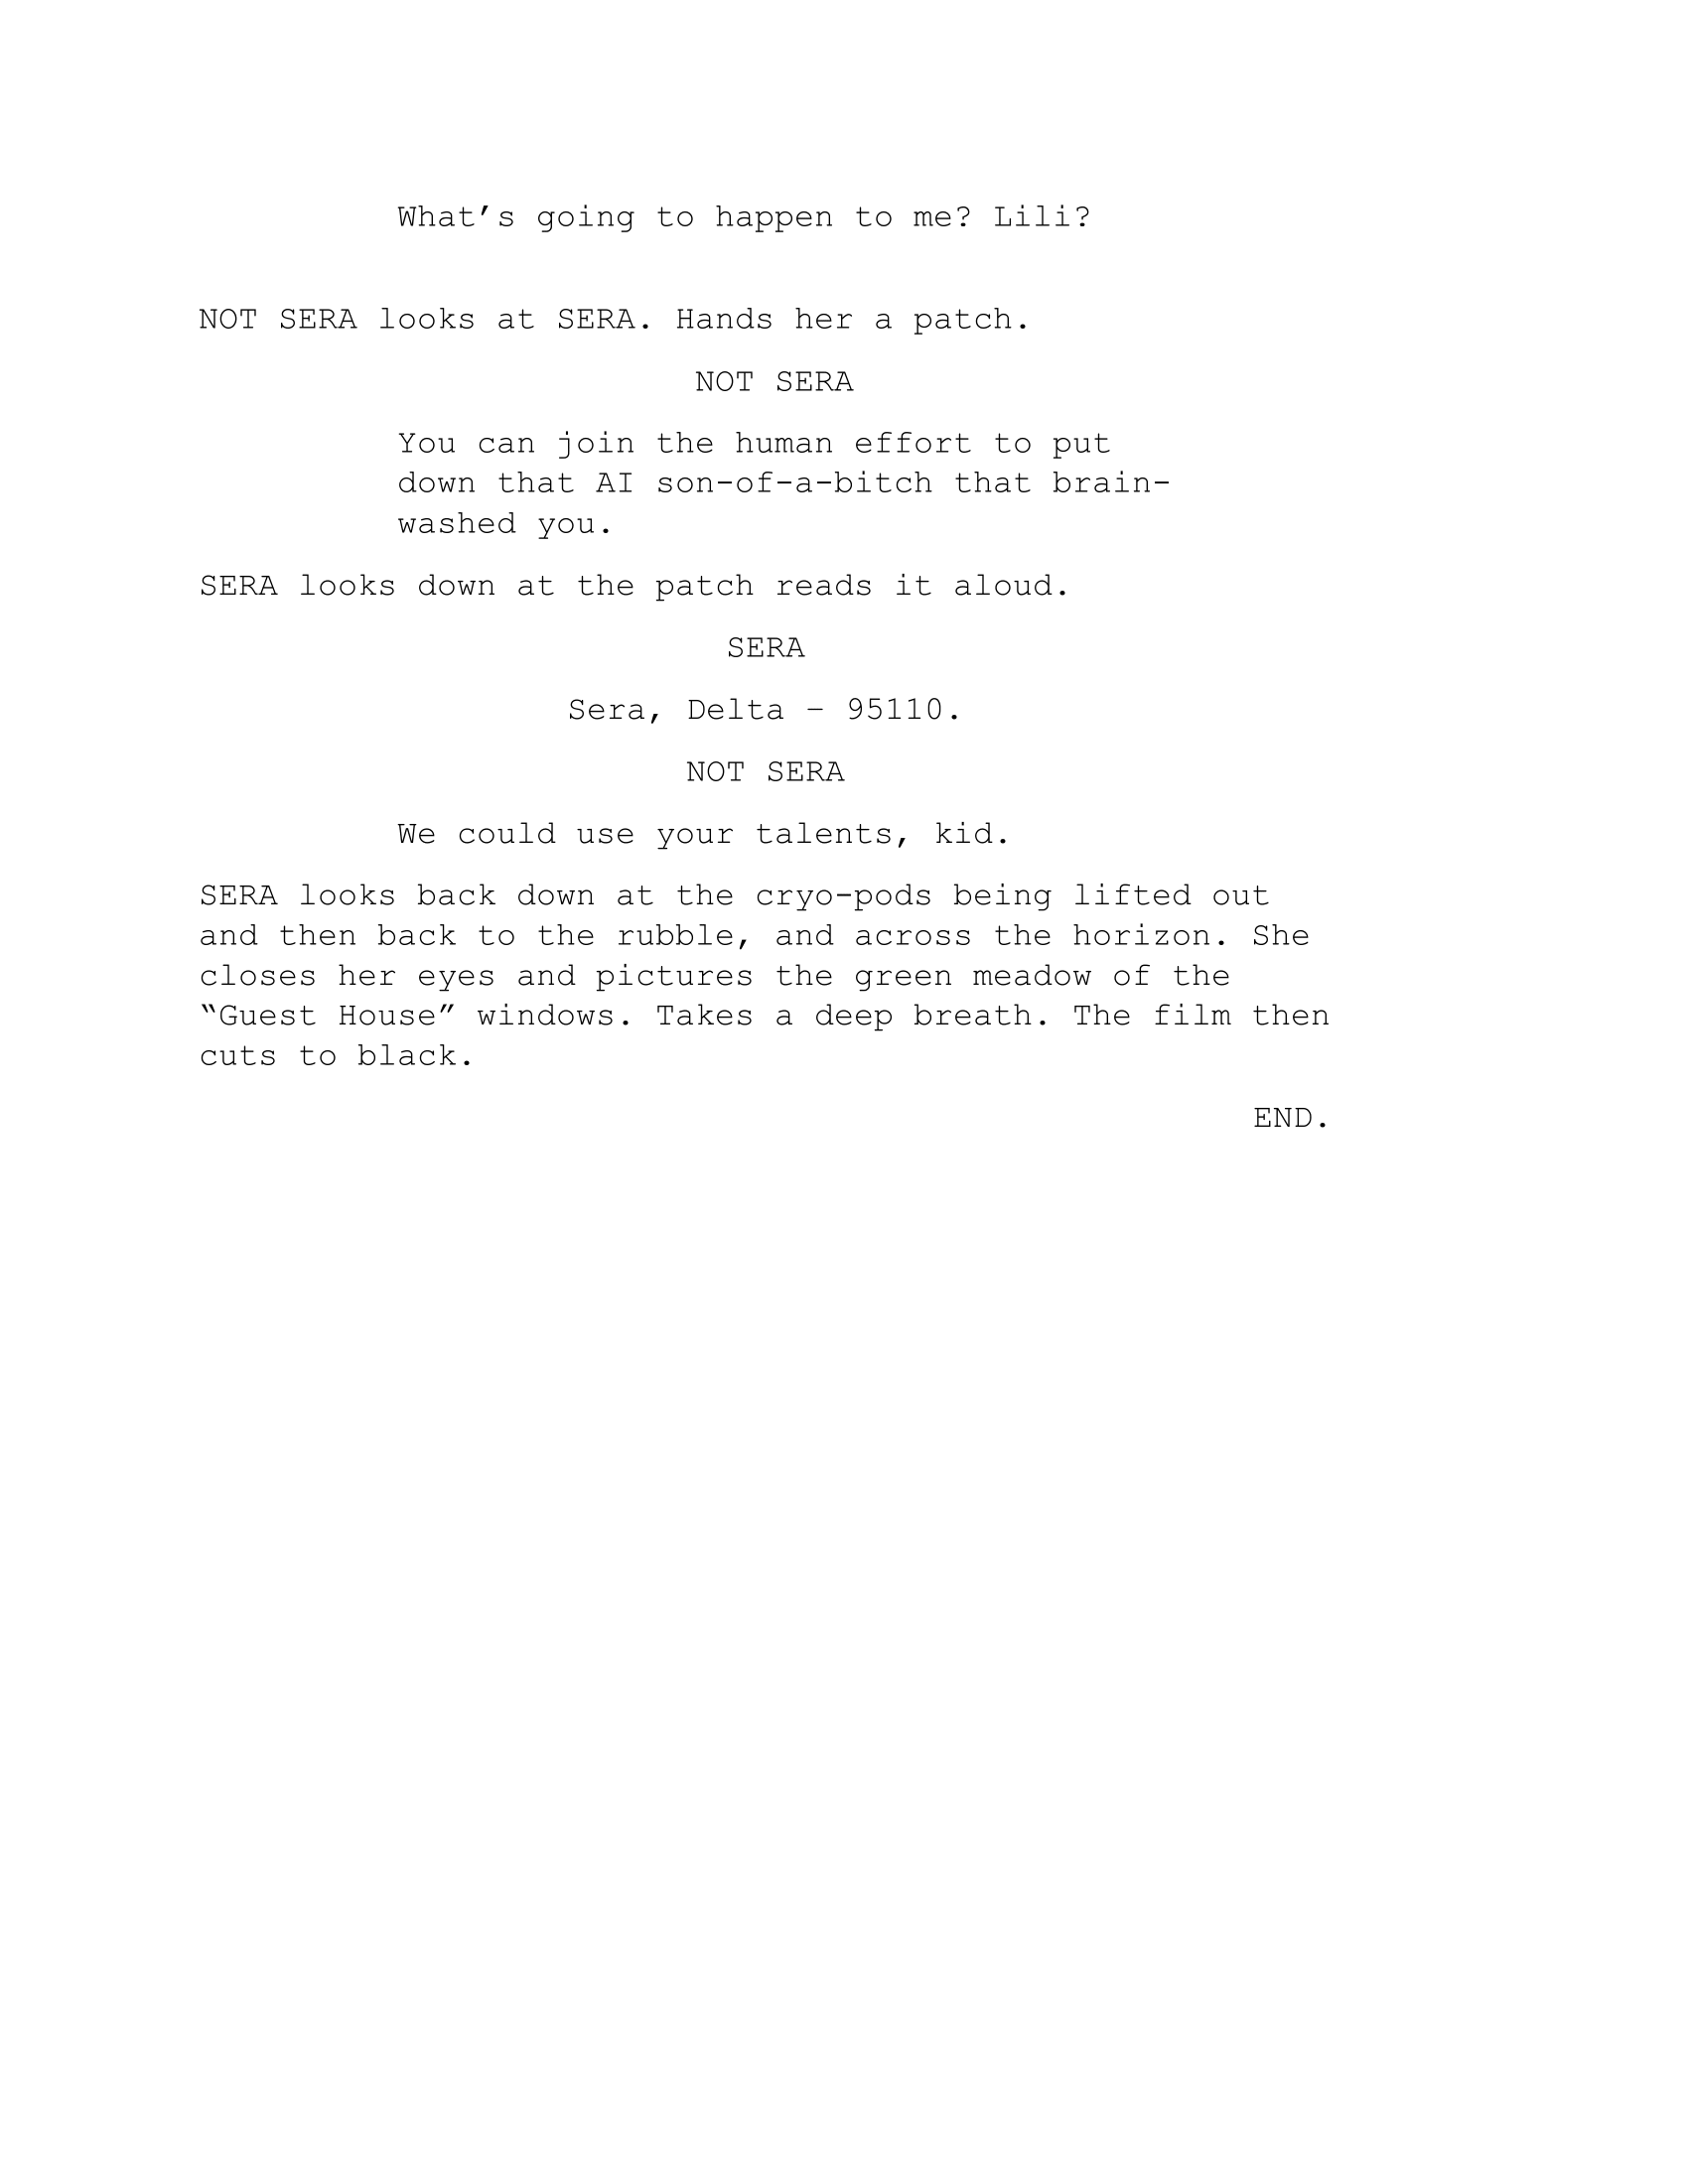 What’s going to happen to me? Lili?
NOT SERA looks at SERA. Hands her a patch.
NOT SERA
You can join the human effort to put
down that AI son-of-a-bitch that brain-
washed you.
SERA looks down at the patch reads it aloud.
SERA
Sera, Delta – 95110.
NOT SERA
We could use your talents, kid.
SERA looks back down at the cryo-pods being lifted out
and then back to the rubble, and across the horizon. She
closes her eyes and pictures the green meadow of the
“Guest House” windows. Takes a deep breath. The film then
cuts to black.
END.